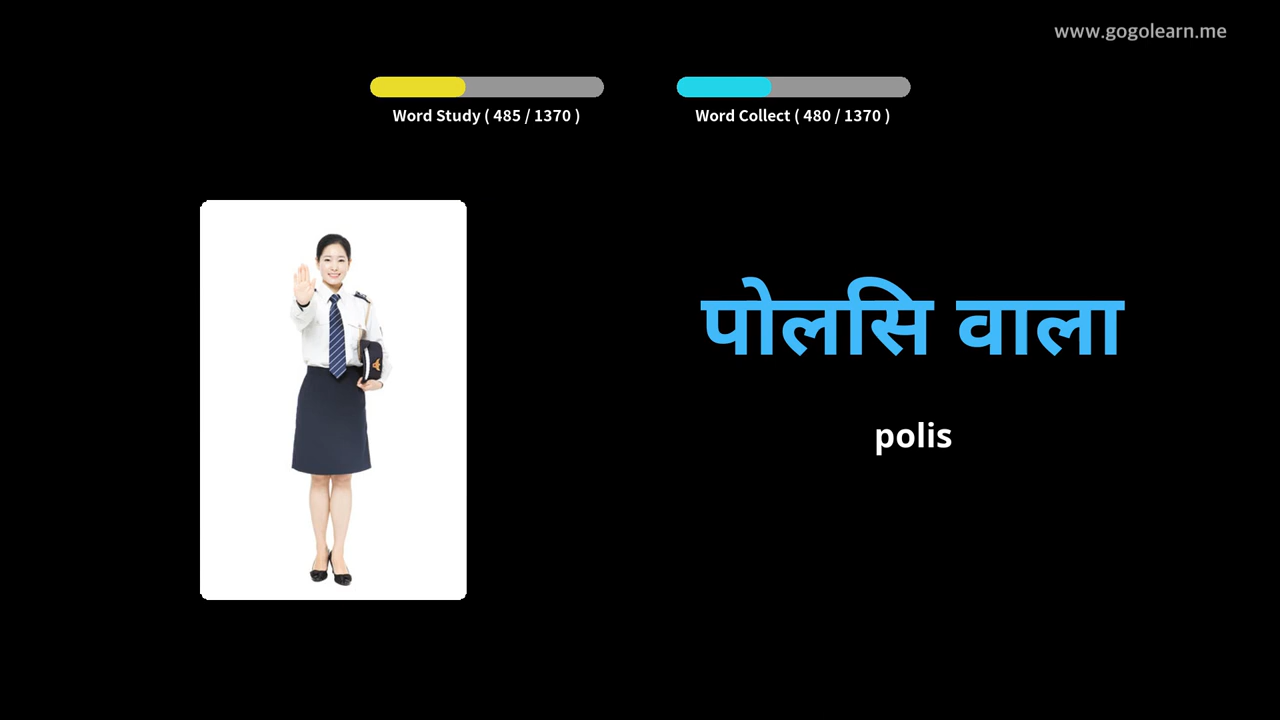 www.gogolearn.me
Word Study ( 485 / 1370 )
Word Collect ( 480 / 1370 )
पोलसि वाला
polis